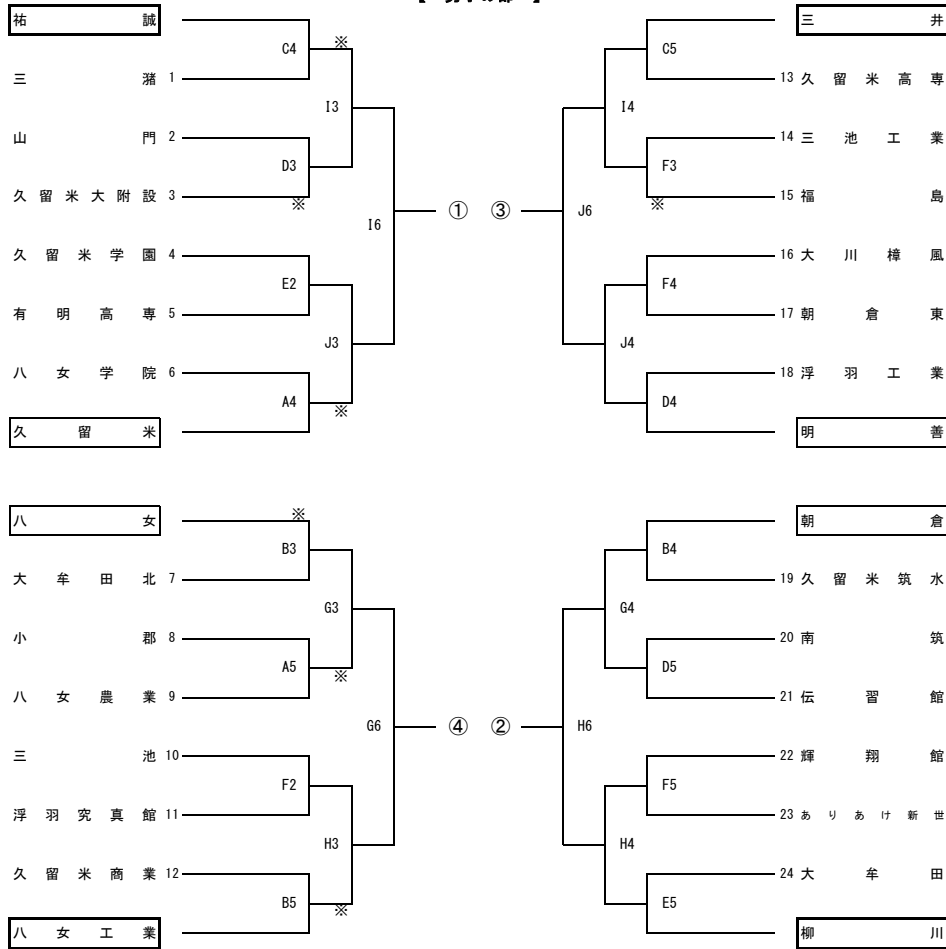 祐誠
三潴 1
山門 2
久留米大附設 3
久留米学園 4
有明高専 5
八女学院 6
久留米
C4
※
I3
D3
※
I6
E2
J3
A4
※
①
③
三井
13 久留米高専
14 三池工業
15 福島
16 大川樟風
17 朝倉東
18 浮羽工業
明善
C5
I4
F3
※
J6
F4
J4
D4
八女
大牟田北 7
小郡 8
八女農業 9
三池 10
浮羽究真館 11
久留米商業 12
八女工業
※
B3
G3
A5
※
G6
F2
H3
B5
※
④
②
朝倉
19 久留米筑水
20 南筑
21 伝習館
22 輝翔館
23 ありあけ新世
24 大牟田
柳川
B4
G4
D5
H6
F5
H4
E5